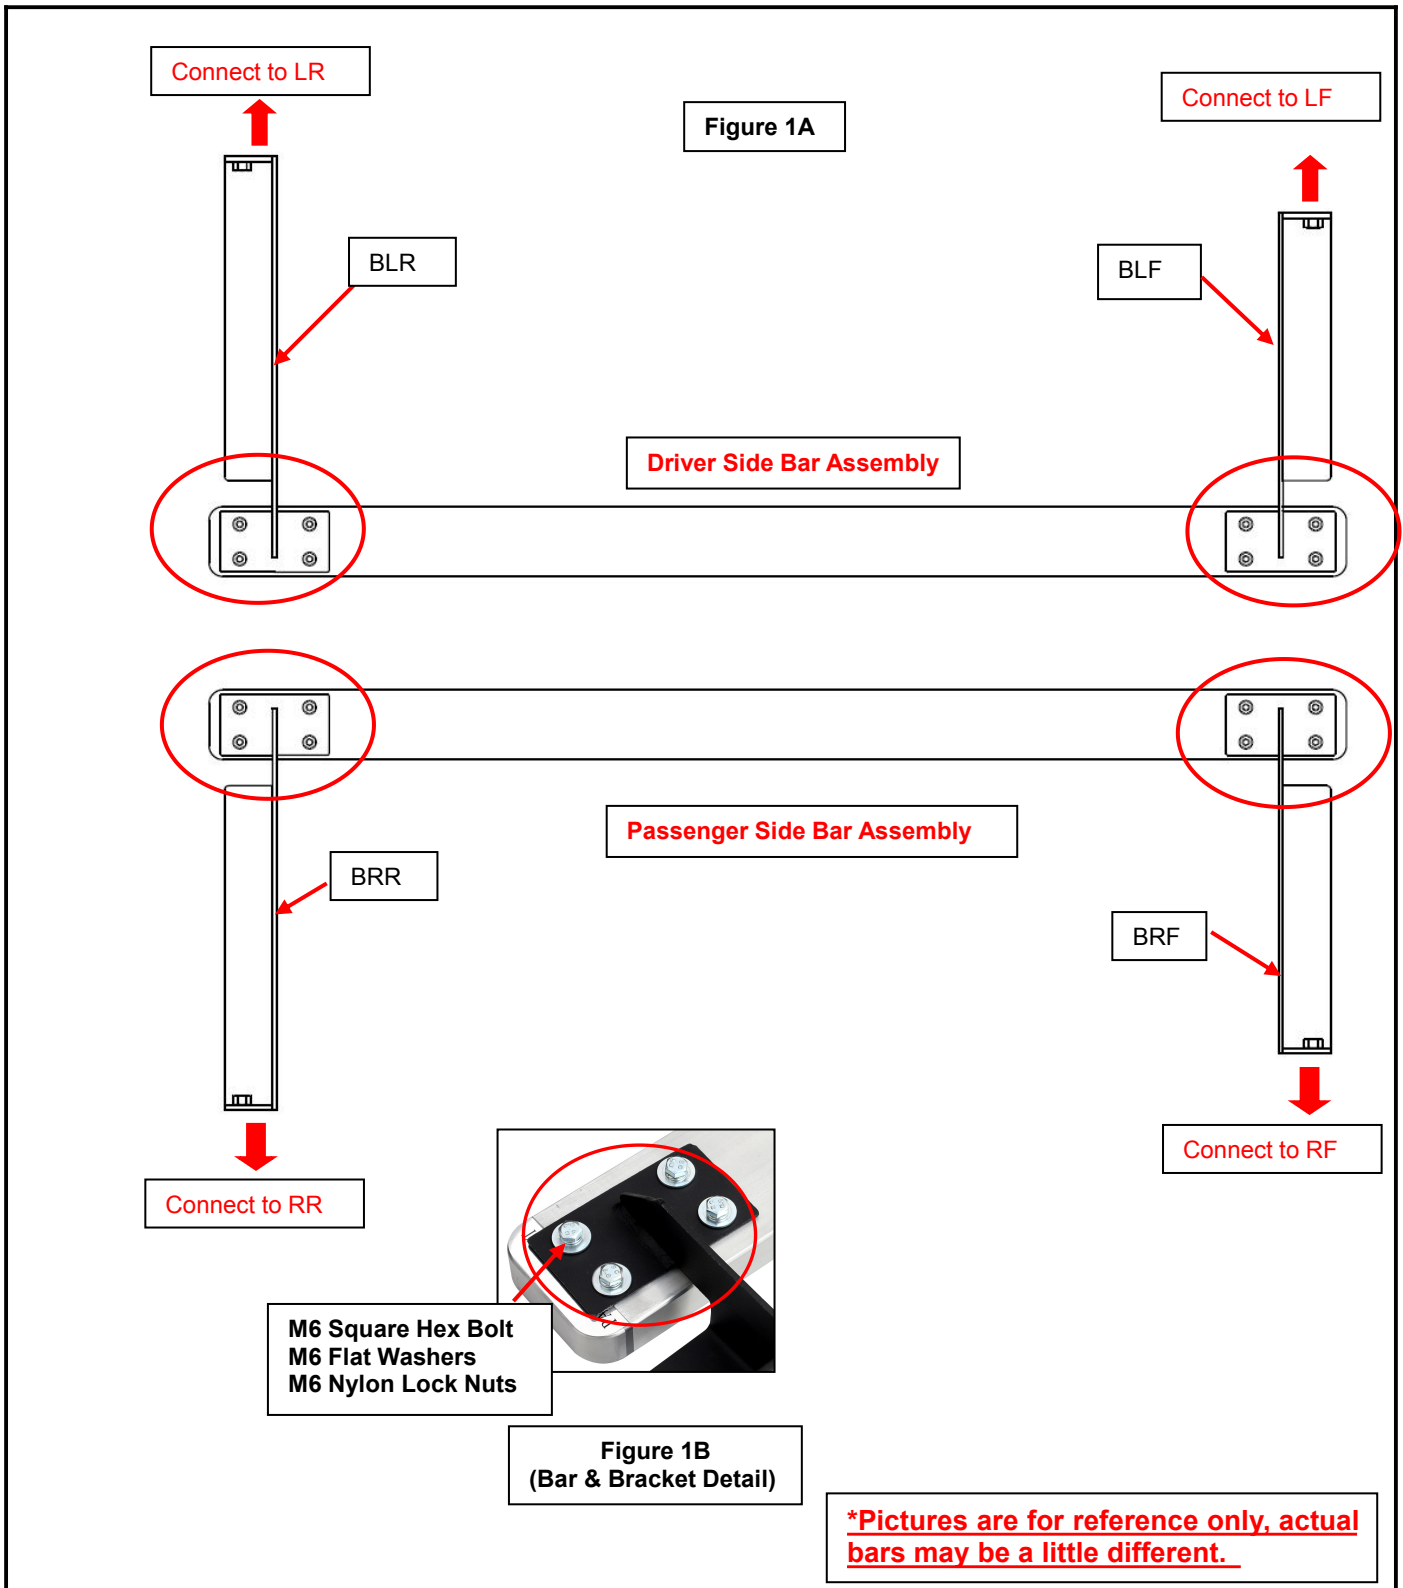 Connect to LR
Connect to LF
Figure 1A
BLR
BLF
Driver Side Bar Assembly
Passenger Side Bar Assembly
BRR
BRF
Connect to RR
Connect to RF
M6 Square Hex Bolt
M6 Flat Washers
M6 Nylon Lock Nuts
Figure 1B
(Bar & Bracket Detail)
*Pictures are for reference only, actual
bars may be a little different.